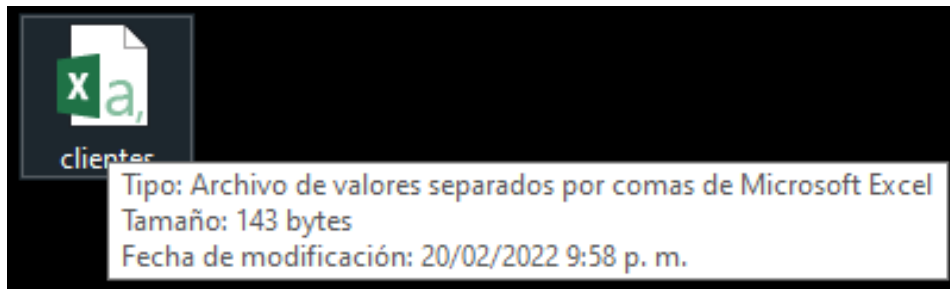 X a,
clientes
Tipo: Archivo de valores separados por comas de Microsoft Excel
Tamaño: 143 bytes
Fecha de modificación: 20/02/2022 9:58 p. m.